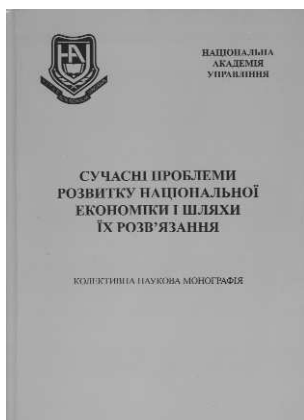 НАЦІОНАЛЬНА
АКАДЕМІЯ
УПРАВЛІННЯ
СУЧАСНІ ПРОБЛЕМИ
РОЗВИТКУ НАЦІОНАЛЬНОЇ
ЕКОНОМІКИ І ШЛЯХИ
ЇХ РОЗВ'ЯЗАННЯ
КОЛЕКТИВНА НАУКОВА МОНОГРАФІЯ